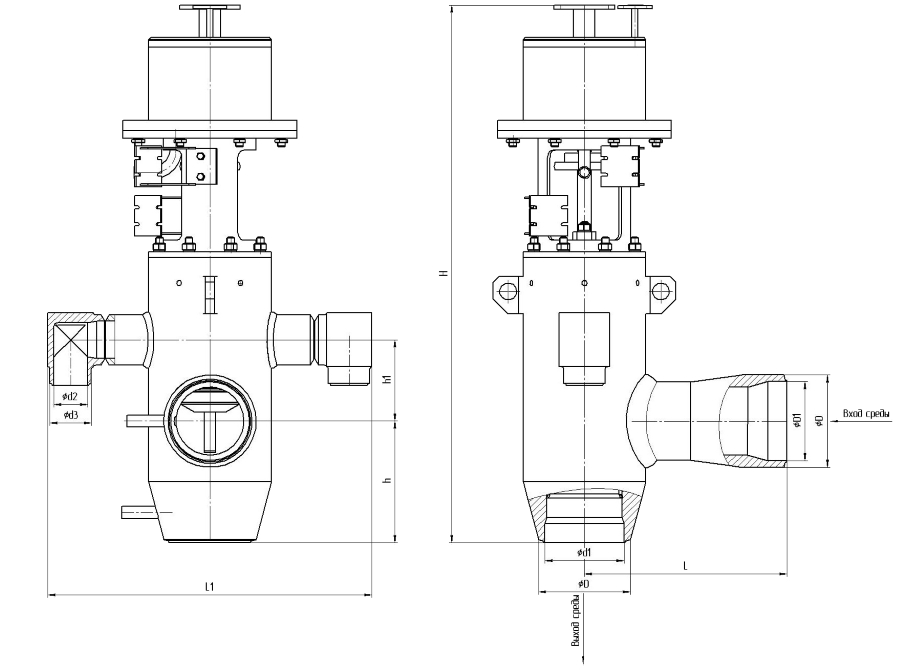 H
h1
ϕd2
ϕd3
ϕD1
ϕD
Вход среды
h
ϕd1
L
L1
ϕD
Выход среды